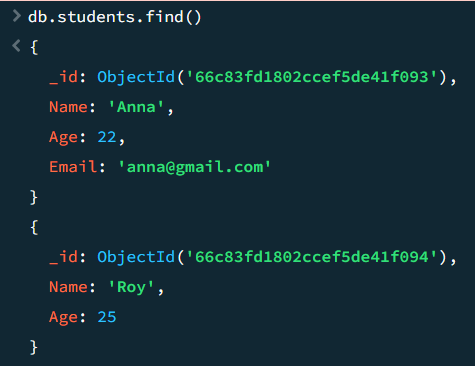 > db.students.find()
< {
_id: ObjectId('66c83fd1802ccef5de41f093'),
Name: 'Anna',
Age: 22,
Email: 'anna@gmail.com'
}
{
_id: ObjectId('66c83fd1802ccef5de41f094'),
Name: 'Roy',
Age: 25
}